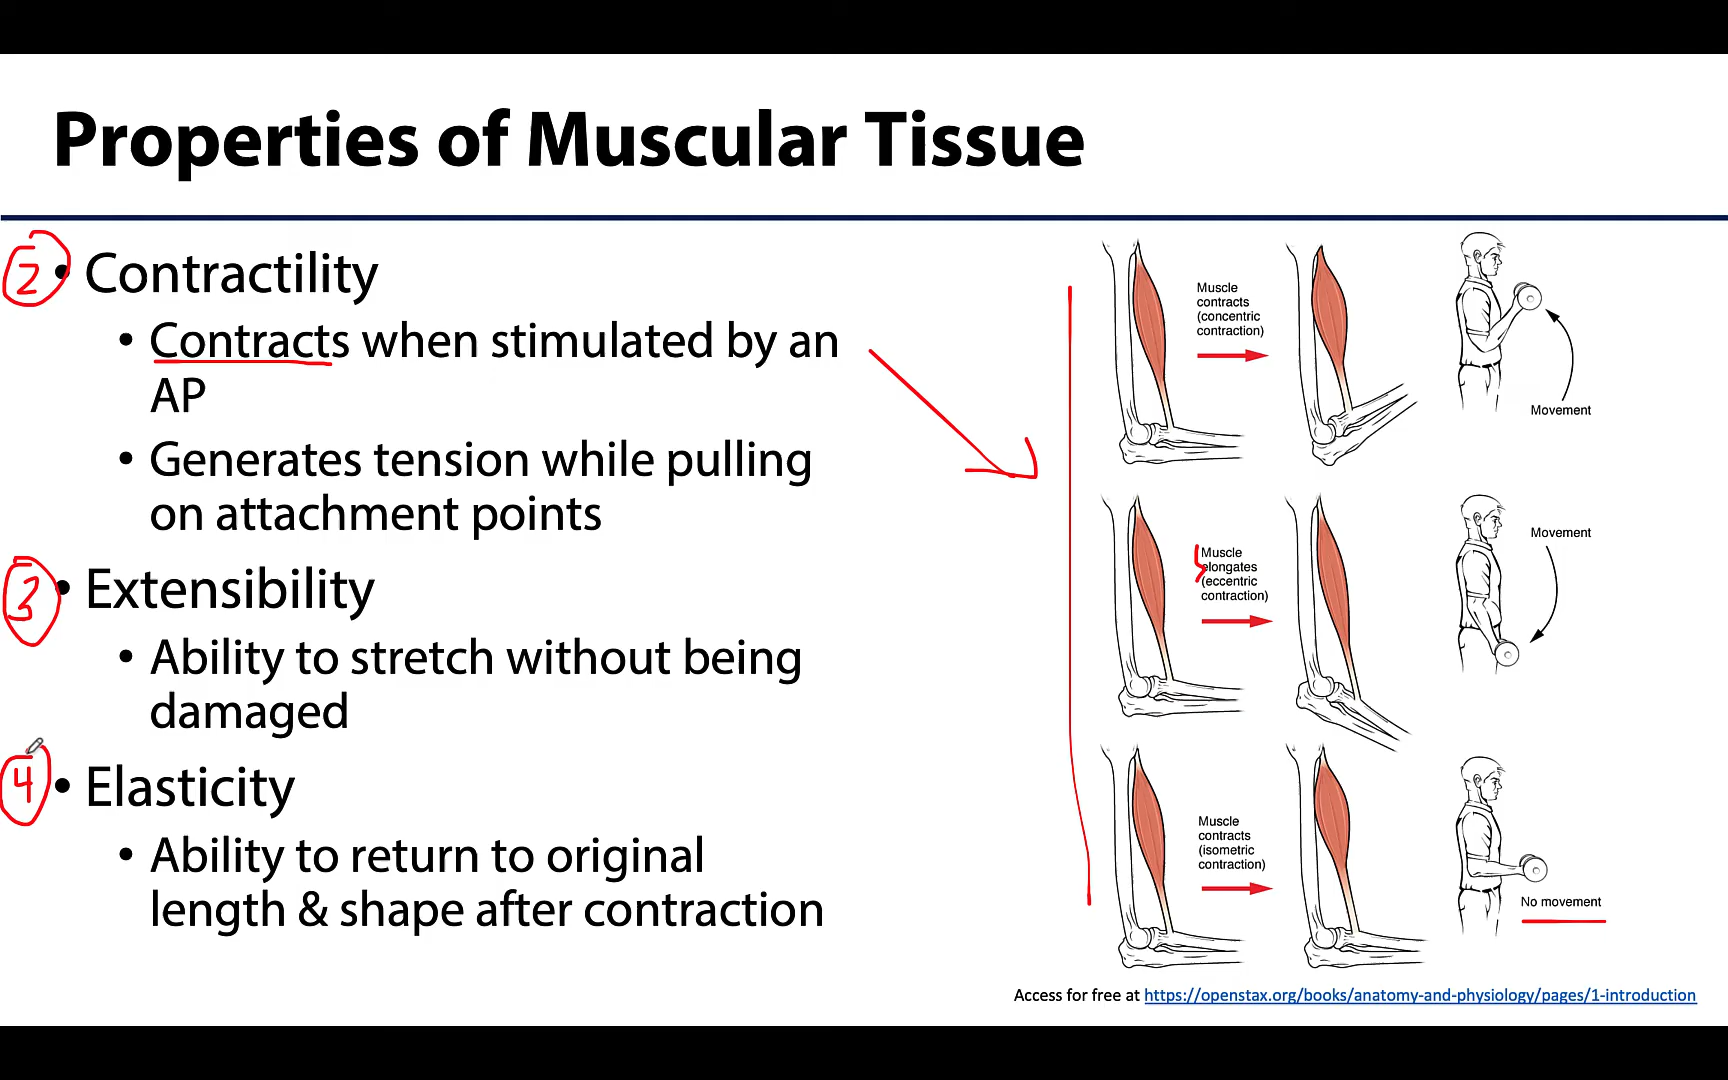 Properties of Muscular Tissue
2 • Contractility
• Contracts when stimulated by an
AP
• Generates tension while pulling
on attachment points
3 • Extensibility
• Ability to stretch without being
damaged
4 • Elasticity
• Ability to return to original
length & shape after contraction
Muscle
contracts
(concentric
contraction)
Movement
Muscle
elongates
(eccentric
contraction)
Movement
Muscle
contracts
(isometric
contraction)
No movement
Access for free at https://openstax.org/books/anatomy-and-physiology/pages/1-introduction